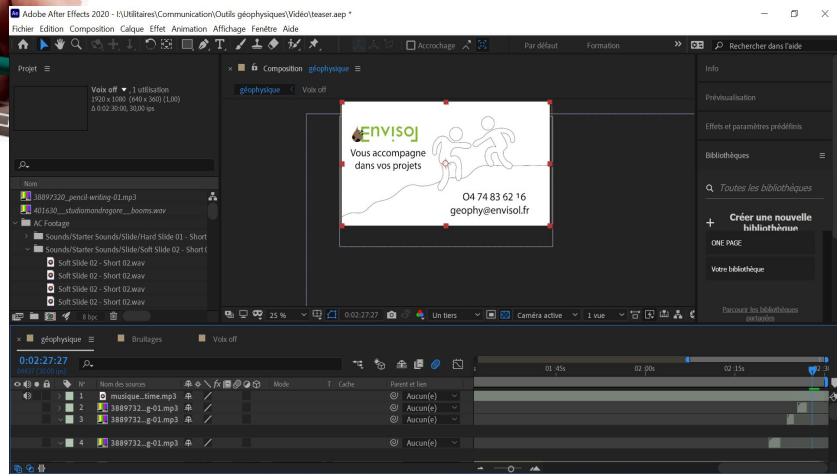 Adobe After Effects 2020 - I:\Utilitaires\Communication\Outils géophysiques\Vidéo\teaser.aep *
Fichier Edition Composition Calque Effet Animation Affichage Fenêtre Aide
Accrochage
Par défaut
Formation
Rechercher dans l'aide
Projet
Composition géophysique
Info
Voix off ▼, 1 utilisation
1920 x 1080 (640 x 360) (1,00)
Δ 0:02:30:00, 30,00 ips
géophysique
Voix off
Prévisualisation
Effets et paramètres prédéfinis
Bibliothèques
Envisol
Vous accompagne
dans vos projets
04 74 83 62 16
geophy@envisol.fr
Toutes les bibliothèques
Créer une nouvelle
bibliothèque
ONE PAGE
Votre bibliothèque
Parcourir les bibliothèques
partagées
Nom
38897320_pencil-writing-01.mp3
401630__studiomandragore__booms.wav
AC Footage
Sounds/Starter Sounds/Slide/Hard Slide 01 - Short
Sounds/Starter Sounds/Slide/Soft Slide 02 - Short
Soft Slide 02 - Short 02.wav
Soft Slide 02 - Short 02.wav
Soft Slide 02 - Short 02.wav
Soft Slide 02 - Short 02.wav
8 bpc
25 %
0:02:27:27
Un tiers
Caméra active
1 vue
géophysique
Bruitages
Voix off
0:02:27:27
04437 (30.00 ips)
N° Nom des sources
Mode
T Cache
Parent et lien
01:45s
02:00s
02:15s
1 musique...time.mp3 Aucun(e)
2 3889732...g-01.mp3 Aucun(e)
3 3889732...g-01.mp3 Aucun(e)
4 3889732...g-01.mp3 Aucun(e)